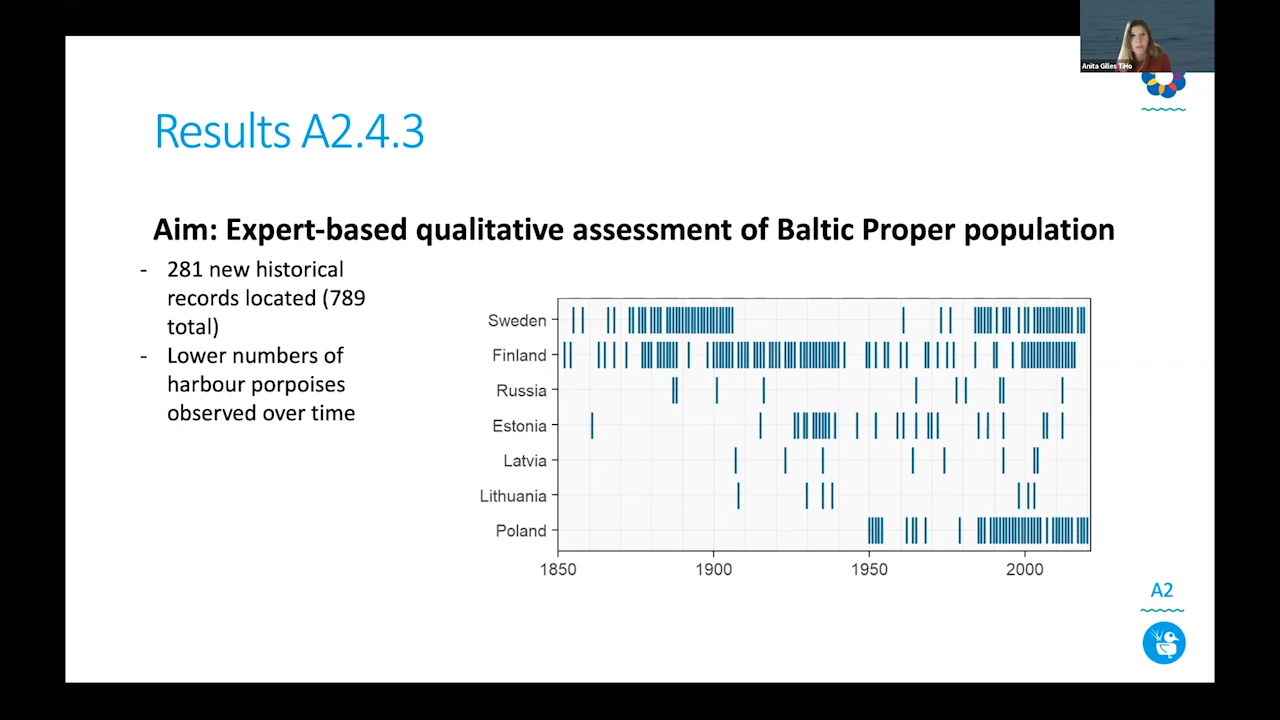 Anita Gilles TiHo
Results A2.4.3
Aim: Expert-based qualitative assessment of Baltic Proper population
- 281 new historical
records located (789
total)
- Lower numbers of
harbour porpoises
observed over time
Sweden
Finland
Russia
Estonia
Latvia
Lithuania
Poland
1850 1900 1950 2000
A2